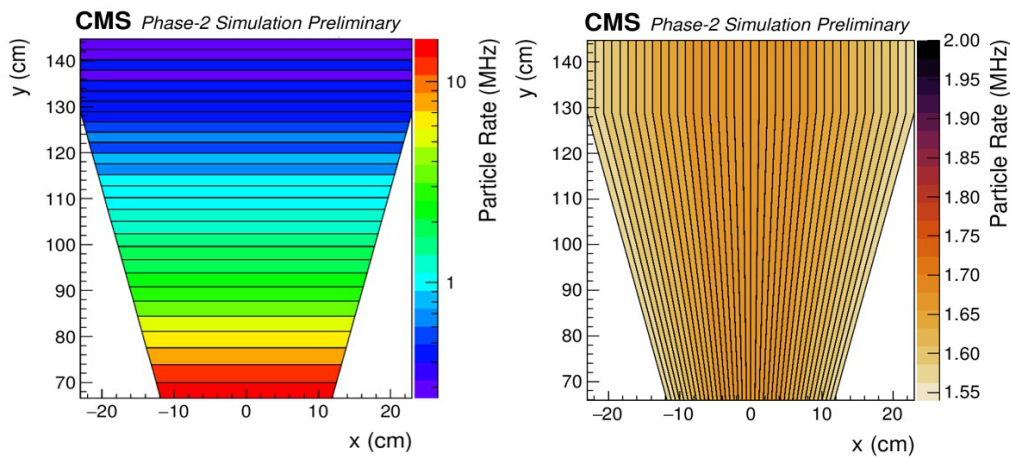 CMS Phase-2 Simulation Preliminary
y (cm)
140
130
120
110
100
90
80
70
−20 −10 0 10 20
x (cm)
10
1
Particle Rate (MHz)
CMS Phase-2 Simulation Preliminary
y (cm)
140
130
120
110
100
90
80
70
−20 −10 0 10 20
x (cm)
2.00
1.95
1.90
1.85
1.80
1.75
1.70
1.65
1.60
1.55
Particle Rate (MHz)